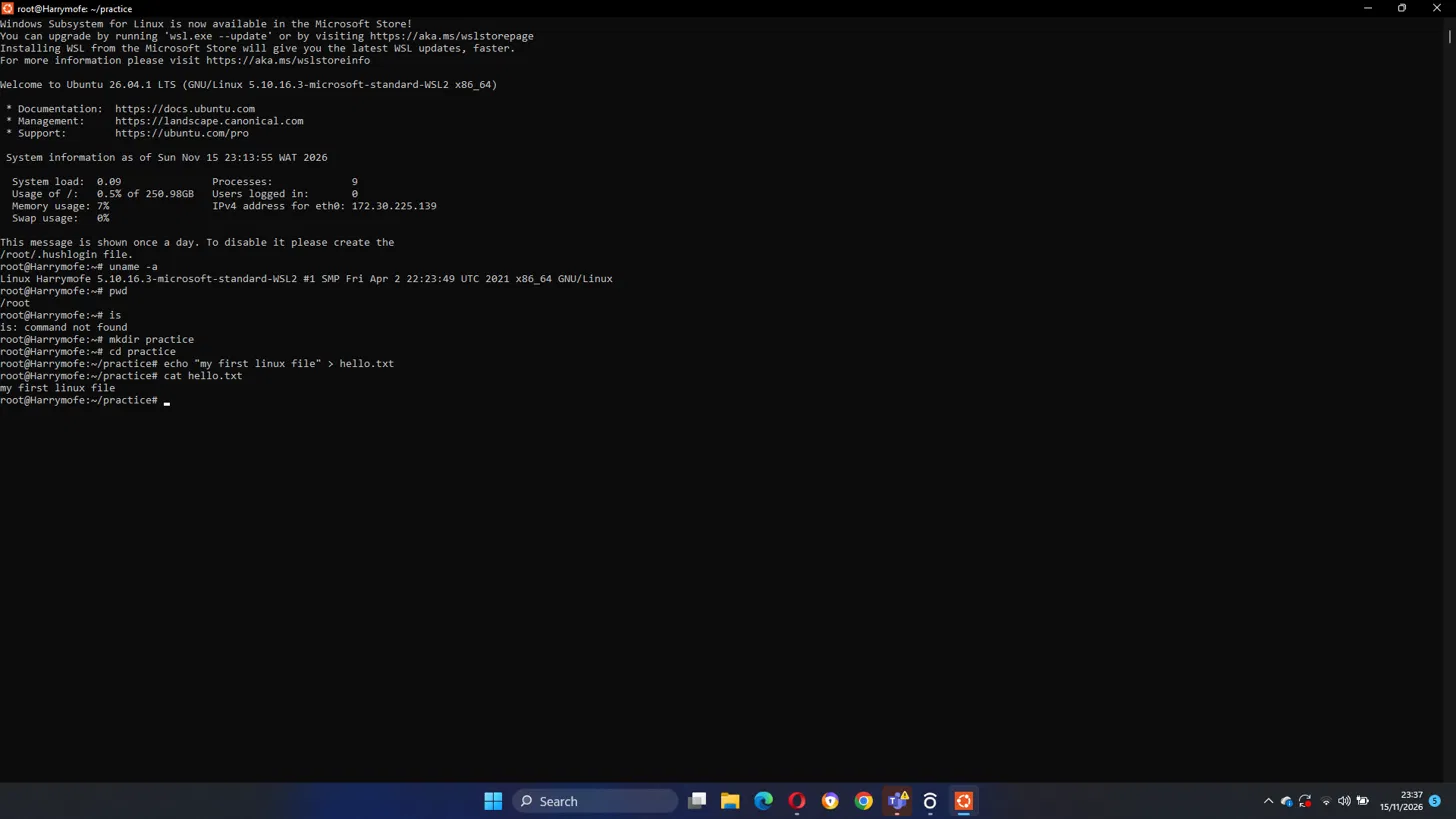 root@Harrymofe: ~/practice
Windows Subsystem for Linux is now available in the Microsoft Store!
You can upgrade by running 'wsl.exe --update' or by visiting https://aka.ms/wslstorepage
Installing WSL from the Microsoft Store will give you the latest WSL updates, faster.
For more information please visit https://aka.ms/wslstoreinfo
Welcome to Ubuntu 26.04.1 LTS (GNU/Linux 5.10.16.3-microsoft-standard-WSL2 x86_64)
* Documentation:  https://docs.ubuntu.com
* Management:     https://landscape.canonical.com
* Support:        https://ubuntu.com/pro
System information as of Sun Nov 15 23:13:55 WAT 2026
System load:  0.09                Processes:             9
Usage of /:   0.5% of 250.98GB   Users logged in:       0
Memory usage: 7%                 IPv4 address for eth0: 172.30.225.139
Swap usage:   0%
This message is shown once a day. To disable it please create the
/root/.hushlogin file.
root@Harrymofe:~# uname -a
Linux Harrymofe 5.10.16.3-microsoft-standard-WSL2 #1 SMP Fri Apr 2 22:23:49 UTC 2021 x86_64 GNU/Linux
root@Harrymofe:~# pwd
/root
root@Harrymofe:~# is
is: command not found
root@Harrymofe:~# mkdir practice
root@Harrymofe:~# cd practice
root@Harrymofe:~/practice# echo "my first linux file" > hello.txt
root@Harrymofe:~/practice# cat hello.txt
my first linux file
root@Harrymofe:~/practice#
Search
23:37
15/11/2026
5